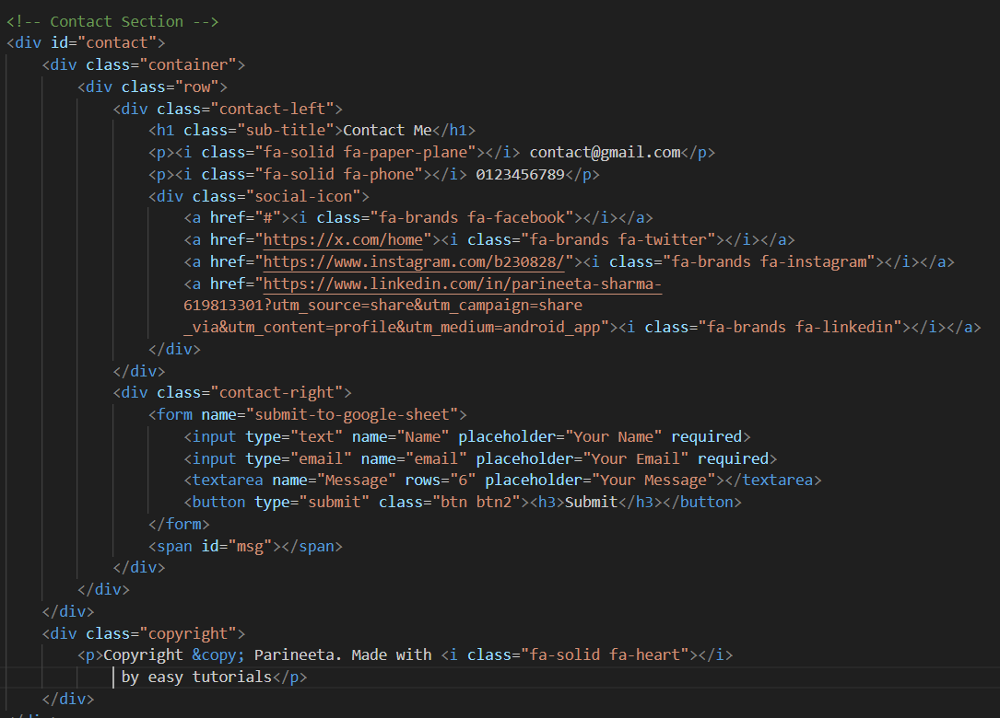 <!-- Contact Section -->
<div id="contact">
    <div class="container">
        <div class="row">
            <div class="contact-left">
                <h1 class="sub-title">Contact Me</h1>
                <p><i class="fa-solid fa-paper-plane"></i> contact@gmail.com</p>
                <p><i class="fa-solid fa-phone"></i> 0123456789</p>
                <div class="social-icon">
                    <a href="#"><i class="fa-brands fa-facebook"></i></a>
                    <a href="https://x.com/home"><i class="fa-brands fa-twitter"></i></a>
                    <a href="https://www.instagram.com/b230828/"><i class="fa-brands fa-instagram"></i></a>
                    <a href="https://www.linkedin.com/in/parineeta-sharma-
                    619813301?utm_source=share&utm_campaign=share
                    _via&utm_content=profile&utm_medium=android_app"><i class="fa-brands fa-linkedin"></i></a>
                </div>
            </div>
            <div class="contact-right">
                <form name="submit-to-google-sheet">
                    <input type="text" name="Name" placeholder="Your Name" required>
                    <input type="email" name="email" placeholder="Your Email" required>
                    <textarea name="Message" rows="6" placeholder="Your Message"></textarea>
                    <button type="submit" class="btn btn2"><h3>Submit</h3></button>
                </form>
                <span id="msg"></span>
            </div>
        </div>
    </div>
    <div class="copyright">
        <p>Copyright &copy; Parineeta. Made with <i class="fa-solid fa-heart"></i>
             by easy tutorials</p>
    </div>